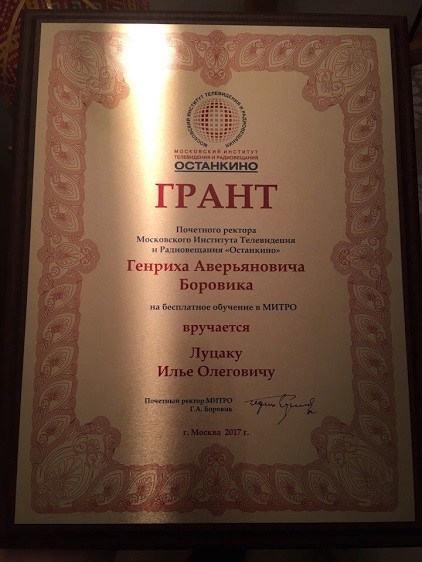 МОСКОВСКИЙ ИНСТИТУТ ТЕЛЕВИДЕНИЯ И РАДИОВЕЩАНИЯ
МОСКОВСКИЙ ИНСТИТУТ
ТЕЛЕВИДЕНИЯ И РАДИОВЕЩАНИЯ
ОСТАНКИНО
ГРАНТ
Почетного ректора
Московского Института Телевидения
и Радиовещания «Останкино»
Генриха Аверьяновича
Боровика
на бесплатное обучение в МИТРО
вручается
Луцаку
Илье Олеговичу
Почетный ректор МИТРО
Г.А. Боровик
г. Москва 2017 г.